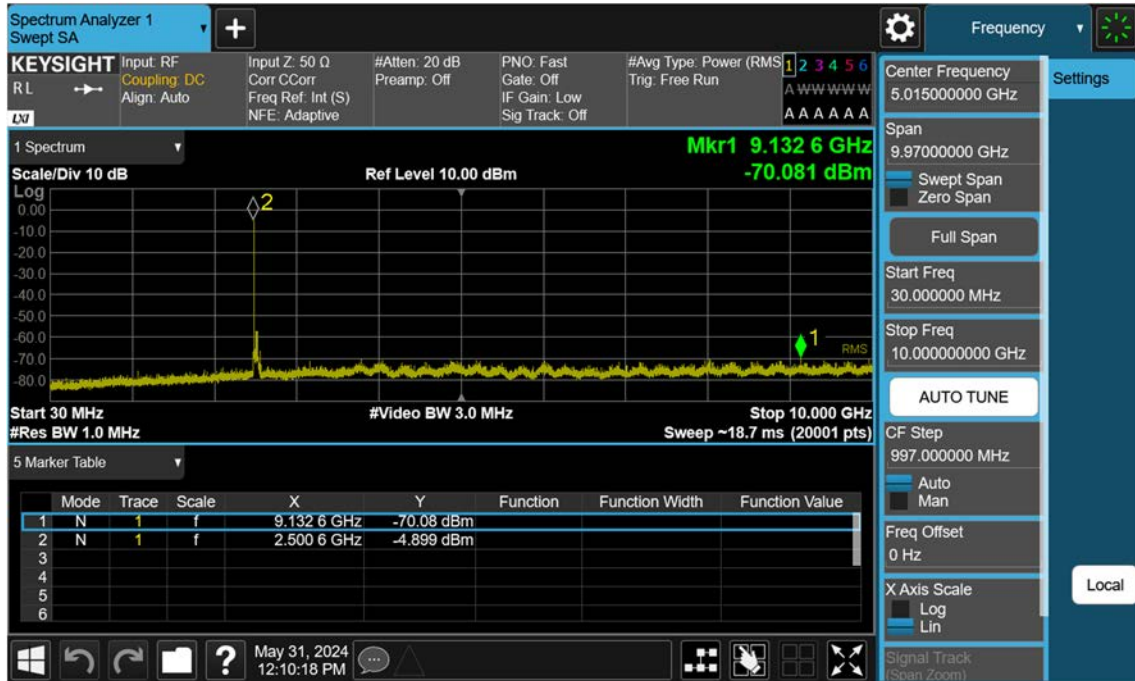 Spectrum Analyzer 1
Swept SA
+
Frequency
KEYSIGHT
R L
LXI
Input: RF
Coupling: DC
Align: Auto
Input Z: 50 Ω
Corr CCorr
Freq Ref: Int (S)
NFE: Adaptive
#Atten: 20 dB
Preamp: Off
PNO: Fast
Gate: Off
IF Gain: Low
Sig Track: Off
#Avg Type: Power (RMS
Trig: Free Run
1 2 3 4 5 6
A W W W W W
A A A A A A
1 Spectrum
Scale/Div 10 dB
Ref Level 10.00 dBm
Mkr1 9.132 6 GHz
-70.081 dBm
Log
0.00
-10.0
-20.0
-30.0
-40.0
-50.0
-60.0
-70.0
-80.0
2
1
RMS
Start 30 MHz
#Video BW 3.0 MHz
Stop 10.000 GHz
#Res BW 1.0 MHz
Sweep ~18.7 ms (20001 pts)
5 Marker Table
Mode Trace Scale X Y Function Function Width Function Value
1 N 1 f 9.132 6 GHz -70.08 dBm
2 N 1 f 2.500 6 GHz -4.899 dBm
3
4
5
6
?
May 31, 2024
12:10:18 PM
Center Frequency
5.015000000 GHz
Settings
Span
9.97000000 GHz
Swept Span
Zero Span
Full Span
Start Freq
30.000000 MHz
Stop Freq
10.000000000 GHz
AUTO TUNE
CF Step
997.000000 MHz
Auto
Man
Freq Offset
0 Hz
X Axis Scale
Log
Lin
Local
Signal Track
(Span Zoom)